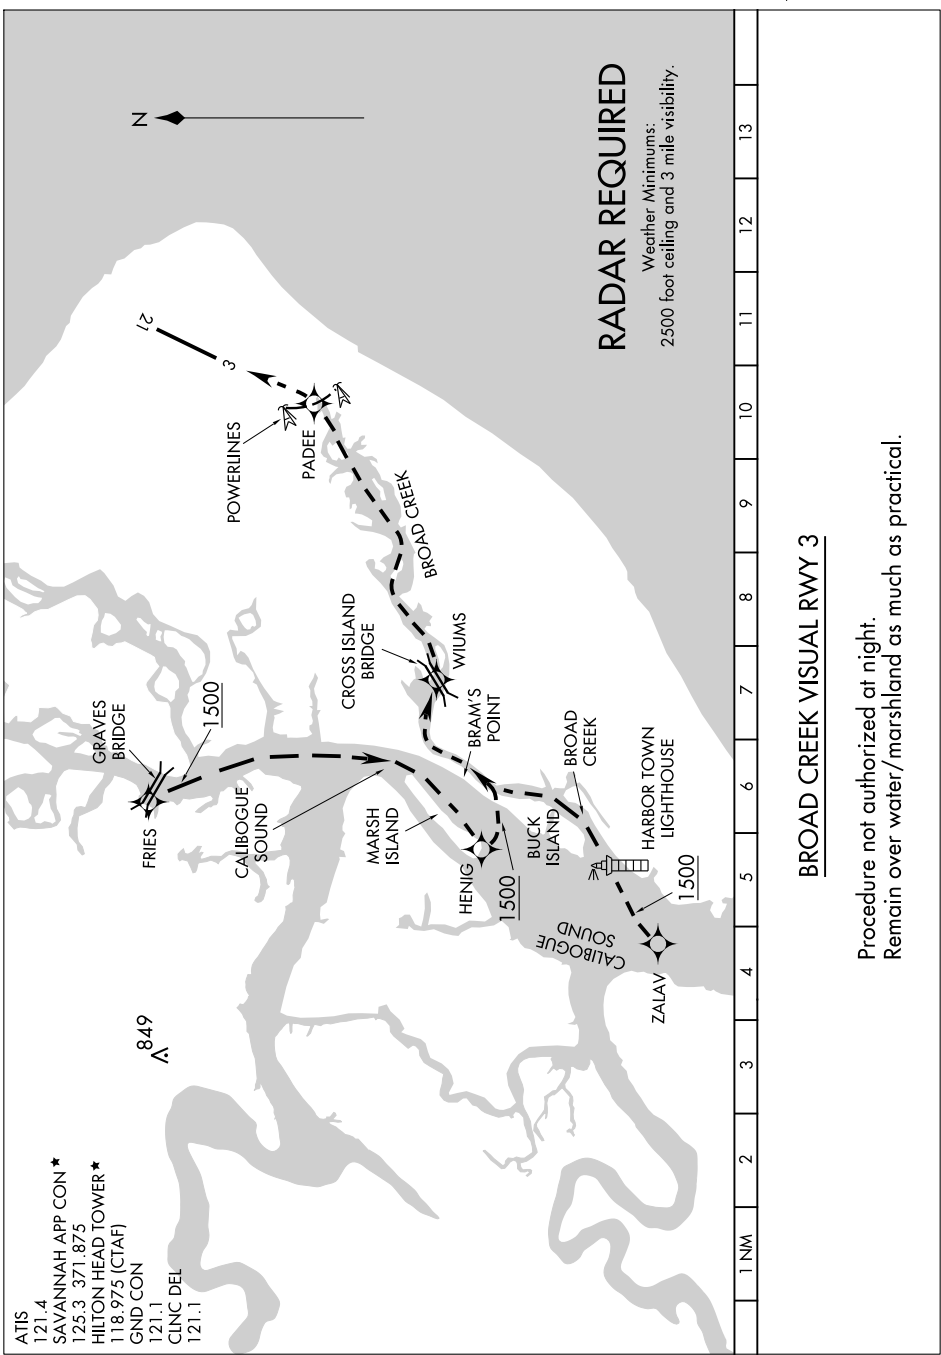 ATIS
121.4
SAVANNAH APP CON★
125.3 371.875
HILTON HEAD TOWER★
118.975 (CTAF)
GND CON
121.1
CLNC DEL
121.1
849
N
FRIES
GRAVES
BRIDGE
1500
CALIBOGUE
SOUND
MARSH
ISLAND
HENIG
1500
BUCK
ISLAND
CALIBOGUE
SOUND
ZALAV
1500
HARBOR TOWN
LIGHTHOUSE
BROAD
CREEK
BRAM'S
POINT
CROSS ISLAND
BRIDGE
WIUMS
BROAD CREEK
POWERLINES
PADEE
3
21
RADAR REQUIRED
Weather Minimums:
2500 foot ceiling and 3 mile visibility.
1 NM 2 3 4 5 6 7 8 9 10 11 12 13
BROAD CREEK VISUAL RWY 3
Procedure not authorized at night.
Remain over water/marshland as much as practical.